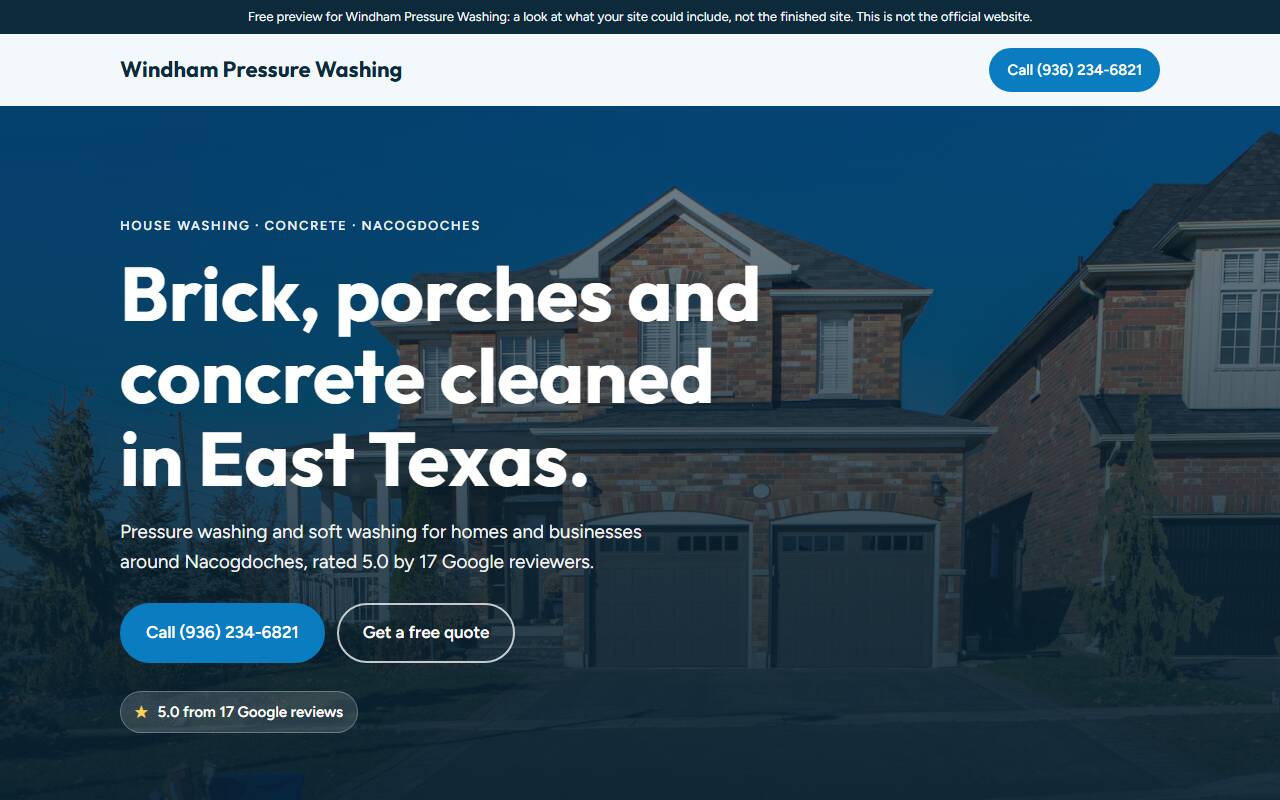 Free preview for Windham Pressure Washing: a look at what your site could include, not the finished site. This is not the official website.
Windham Pressure Washing
Call (936) 234-6821
HOUSE WASHING · CONCRETE · NACOGDOCHES
Brick, porches and
concrete cleaned
in East Texas.
Pressure washing and soft washing for homes and businesses
around Nacogdoches, rated 5.0 by 17 Google reviewers.
Call (936) 234-6821
Get a free quote
★ 5.0 from 17 Google reviews